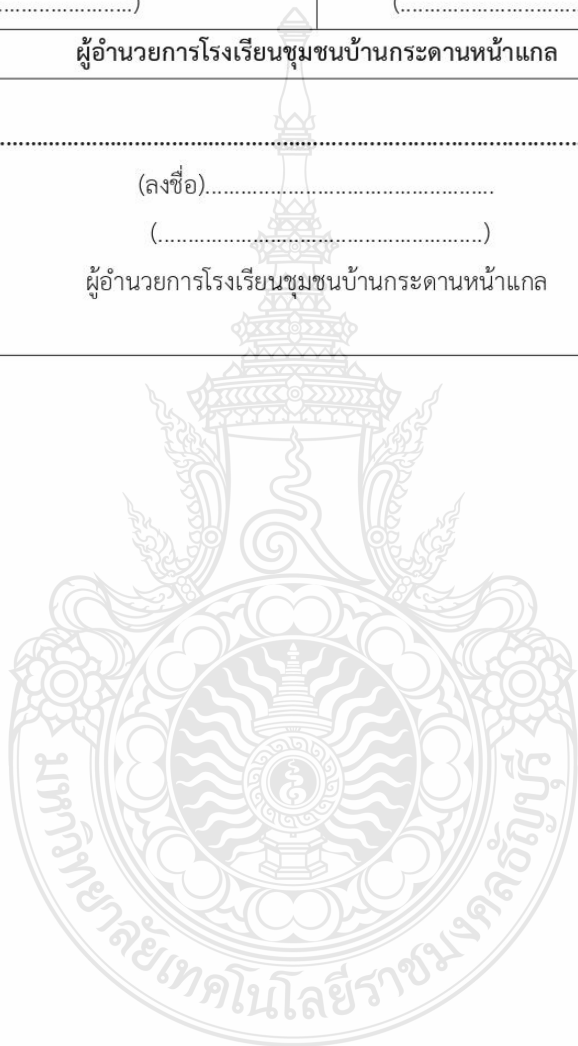 ....................) (..............................
ผู้อำนวยการโรงเรียนชุมชนบ้านกระดานหน้าแกล
................................................................................
(ลงชื่อ)................................................
(......................................................)
ผู้อำนวยการโรงเรียนชุมชนบ้านกระดานหน้าแกล
มหาวิทยาลัยเทคโนโลยีราชมงคลธัญบุรี